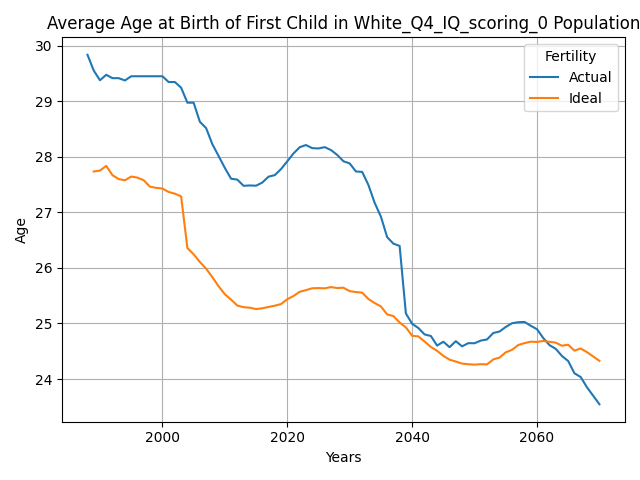 Average Age at Birth of First Child in White_Q4_IQ_scoring_0 Population
Fertility
Actual
Ideal
Age
30
29
28
27
26
25
24
2000
2020
2040
2060
Years